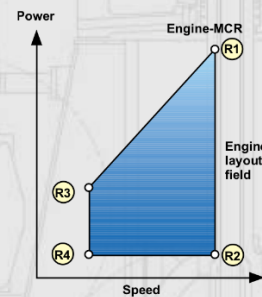 Power
Engine-MCR
R1
Engine
layout
field
R3
R4
R2
Speed